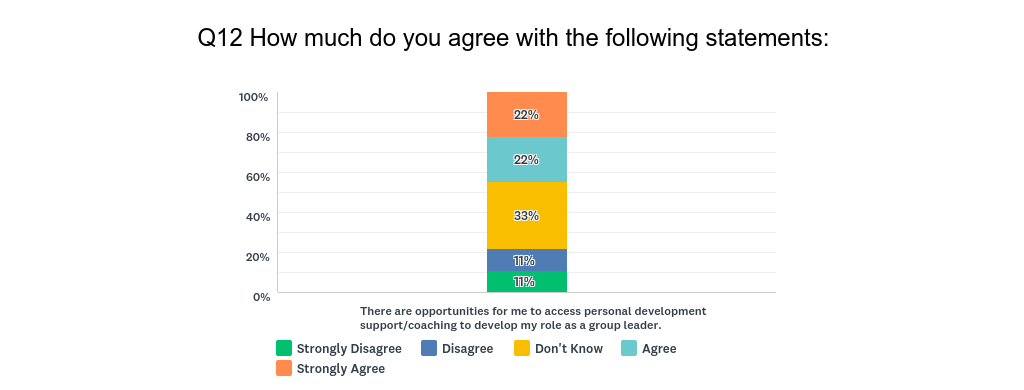 Q12 How much do you agree with the following statements:
100%
80%
60%
40%
20%
0%
22%
22%
33%
11%
11%
There are opportunities for me to access personal development
support/coaching to develop my role as a group leader.
Strongly Disagree Disagree Don't Know Agree
Strongly Agree